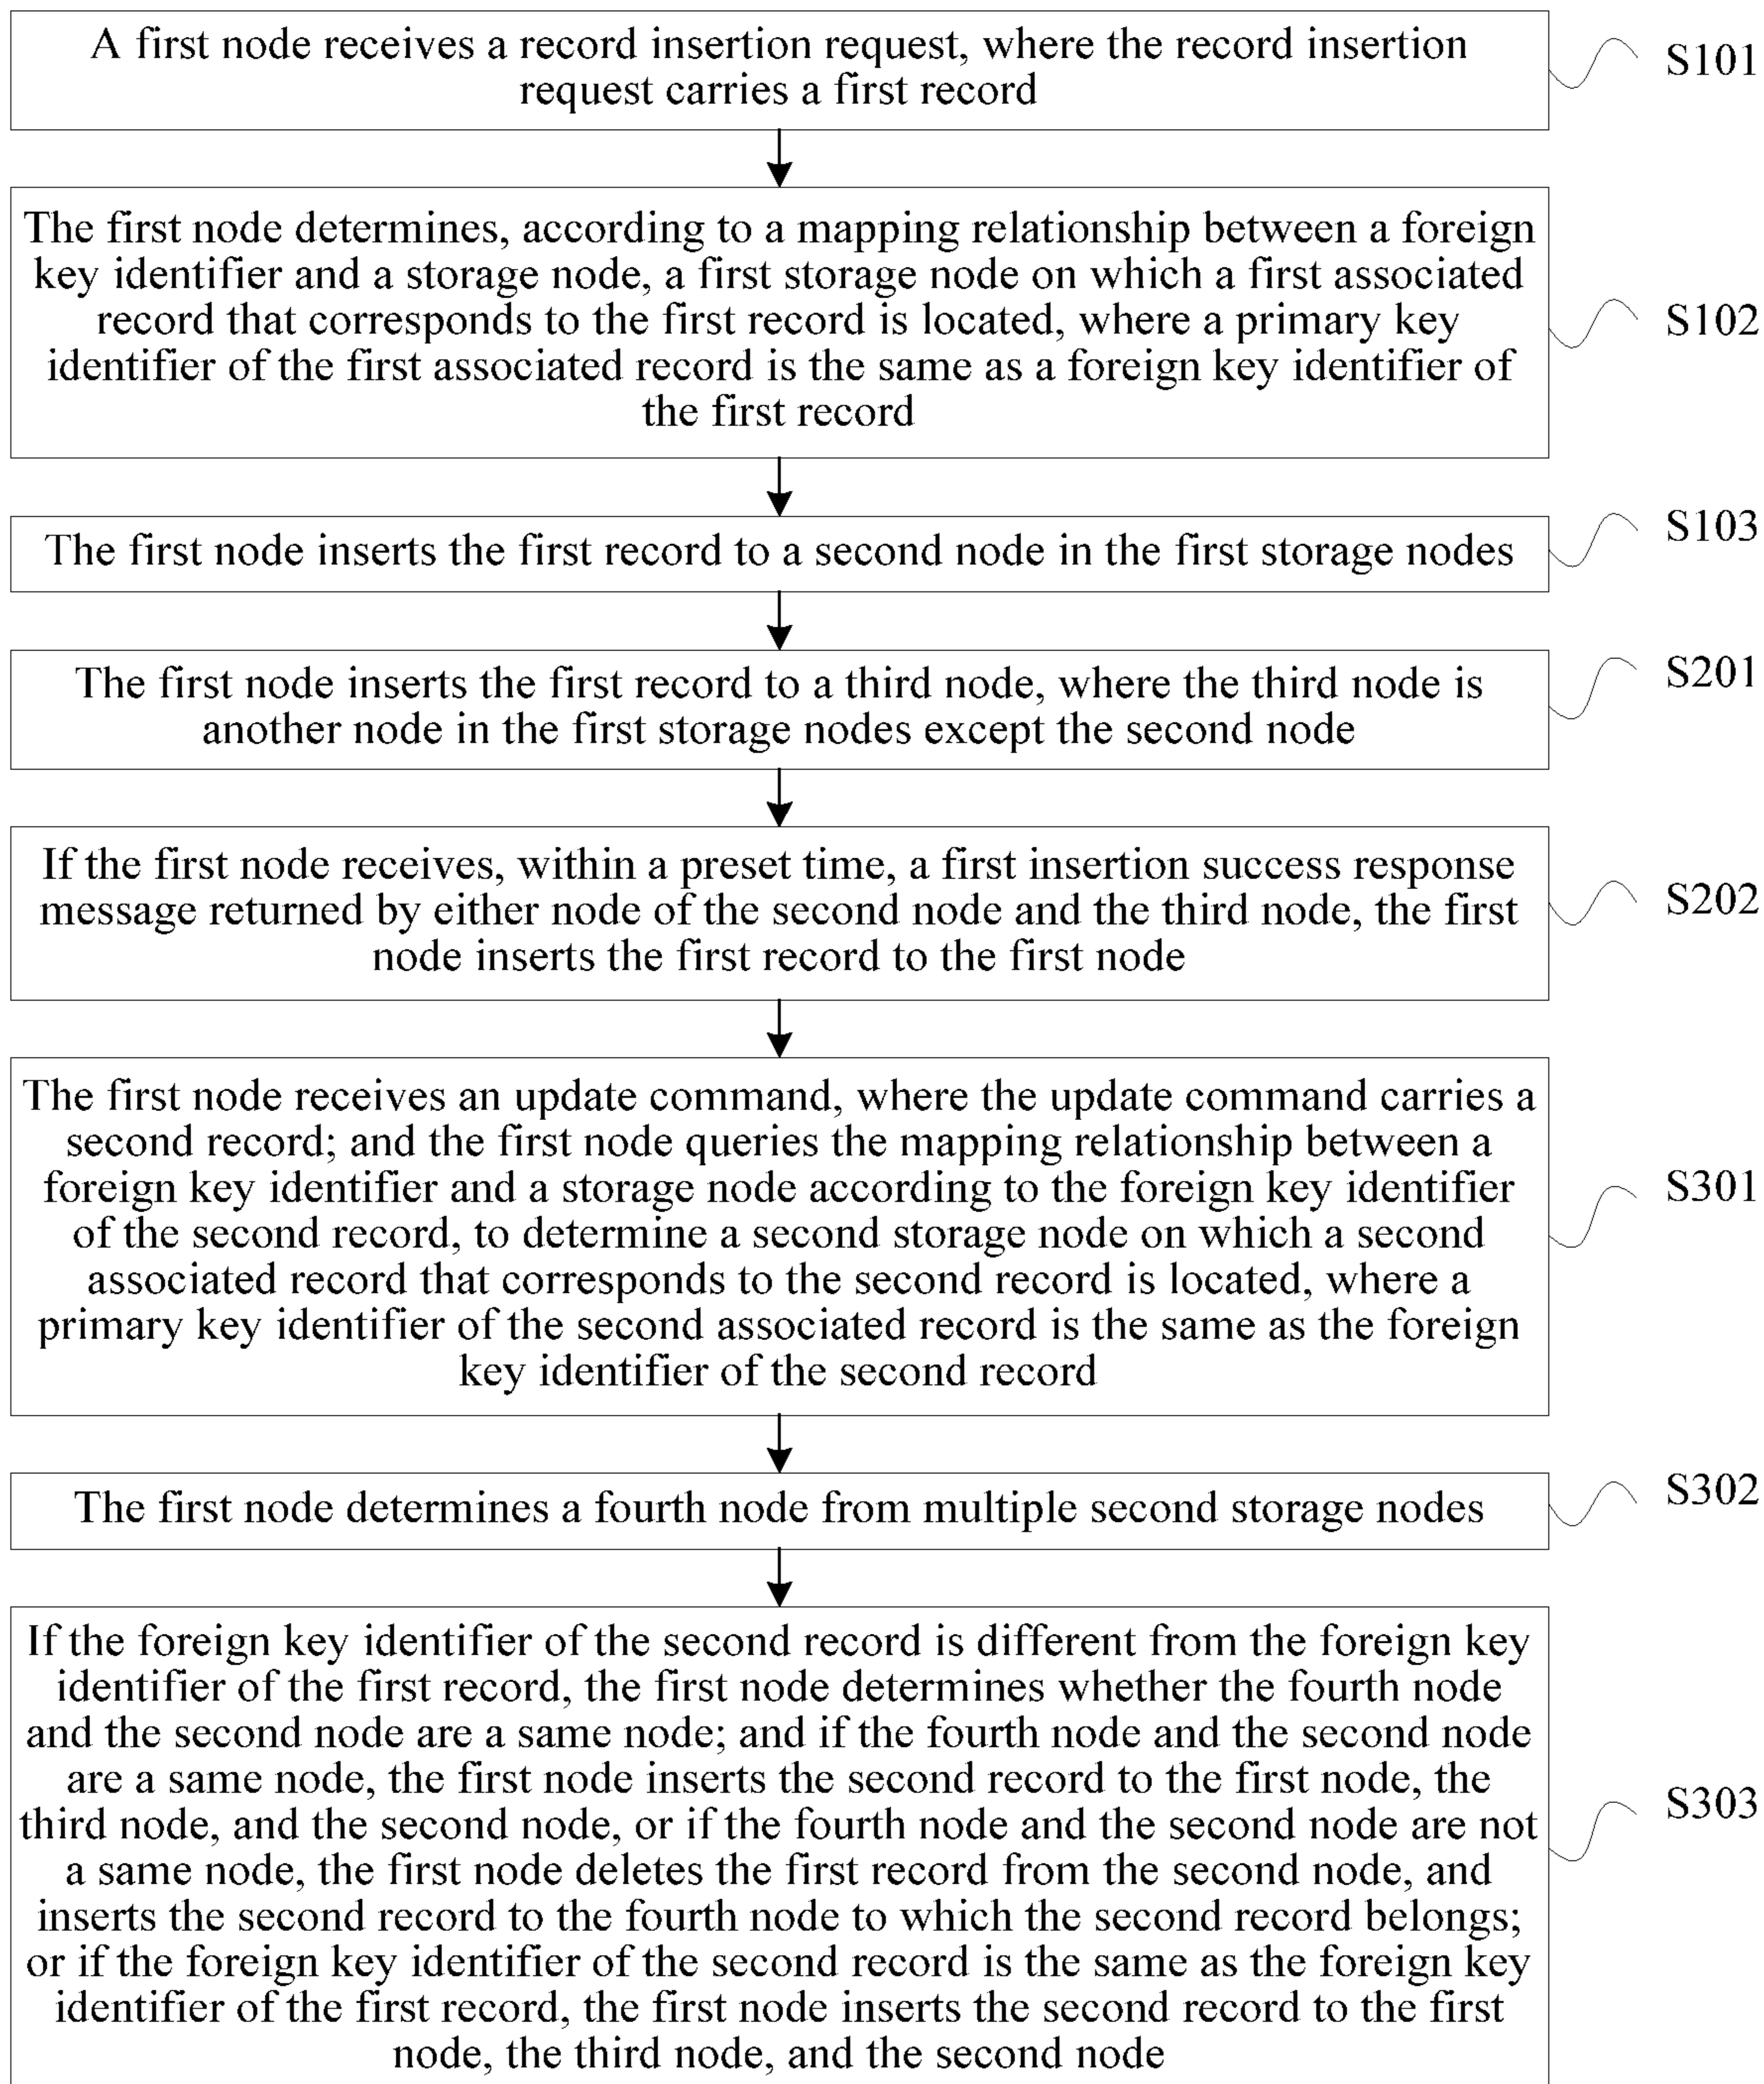 A first node receives a record insertion request, where the record insertion
request carries a first record
S101
The first node determines, according to a mapping relationship between a foreign
key identifier and a storage node, a first storage node on which a first associated
record that corresponds to the first record is located, where a primary key
identifier of the first associated record is the same as a foreign key identifier of
the first record
S102
The first node inserts the first record to a second node in the first storage nodes
S103
The first node inserts the first record to a third node, where the third node is
another node in the first storage nodes except the second node
S201
If the first node receives, within a preset time, a first insertion success response
message returned by either node of the second node and the third node, the first
node inserts the first record to the first node
S202
The first node receives an update command, where the update command carries a
second record; and the first node queries the mapping relationship between a
foreign key identifier and a storage node according to the foreign key identifier
of the second record, to determine a second storage node on which a second
associated record that corresponds to the second record is located, where a
primary key identifier of the second associated record is the same as the foreign
key identifier of the second record
S301
The first node determines a fourth node from multiple second storage nodes
S302
If the foreign key identifier of the second record is different from the foreign key
identifier of the first record, the first node determines whether the fourth node
and the second node are a same node; and if the fourth node and the second node
are a same node, the first node inserts the second record to the first node, the
third node, and the second node, or if the fourth node and the second node are not
a same node, the first node deletes the first record from the second node, and
inserts the second record to the fourth node to which the second record belongs;
or if the foreign key identifier of the second record is the same as the foreign key
identifier of the first record, the first node inserts the second record to the first
node, the third node, and the second node
S303